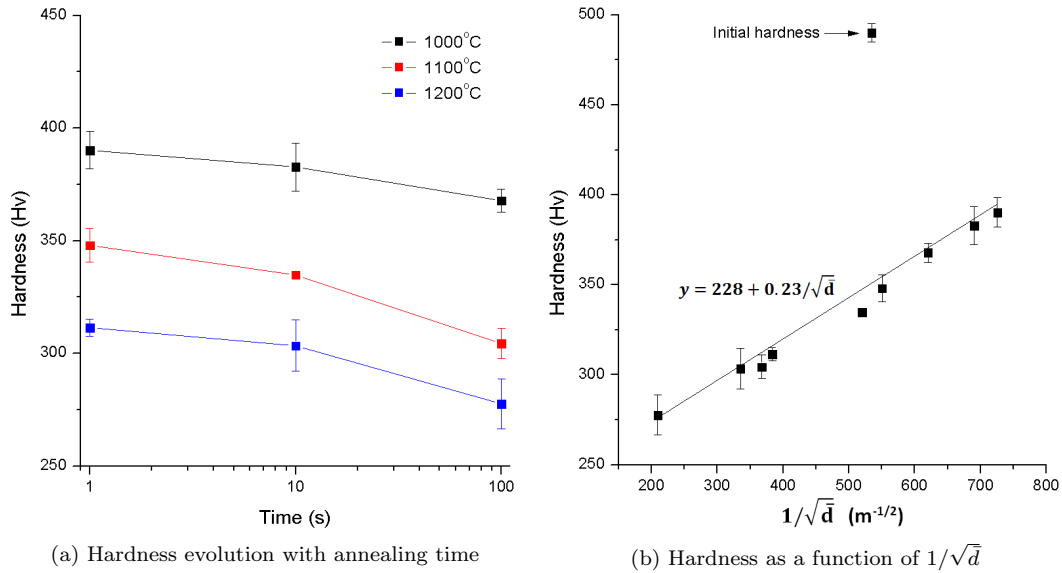 450
400
350
300
250
1
10
100
Hardness (Hv)
Time (s)
1000°C
1100°C
1200°C
(a) Hardness evolution with annealing time
500
450
400
350
300
250
200
300
400
500
600
700
800
Hardness (Hv)
1/√d̄ (m⁻¹/²)
Initial hardness
y = 228 + 0.23/√d̄
(b) Hardness as a function of 1/√d̄